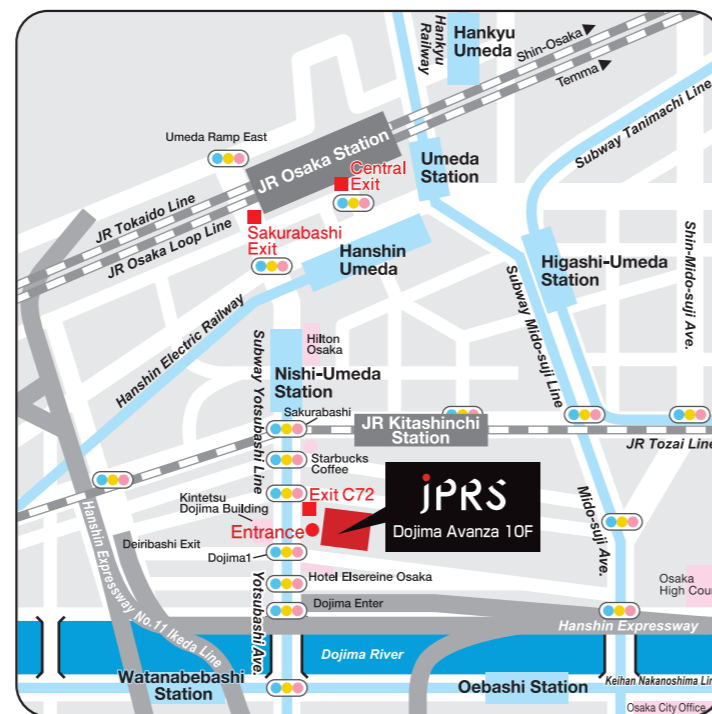 Hankyu
Railway
Hankyu
Umeda
Shin-Osaka
Temma
Subway Tanimachi Line
Umeda Ramp East
JR Osaka Station
Central
Exit
Umeda
Station
JR Tokaido Line
JR Osaka Loop Line
Sakurabashi
Exit
Hanshin
Umeda
Higashi-Umeda
Station
Shin-Mido-suji Ave.
Hanshin Electric Railway
Subway Mido-suji Line
Hilton
Osaka
Nishi-Umeda
Station
Subway Yotsubashi Line
Sakurabashi
JR Kitashinchi
Station
JR Tozai Line
Starbucks
Coffee
Kintetsu
Dojima Building
Exit C72
JPRS
Dojima Avanza 10F
Entrance
Mido-suji Ave.
Deiribashi Exit
Dojima1
Hanshin Expressway No.11 Ikeda Line
Hotel Elsereine Osaka
Osaka
High Cour
Yotsubashi Ave.
Dojima Enter
Hanshin Expressway
Dojima River
Watanabebashi
Station
Oebashi Station
Keihan Nakanoshima Lin
Osaka City Office